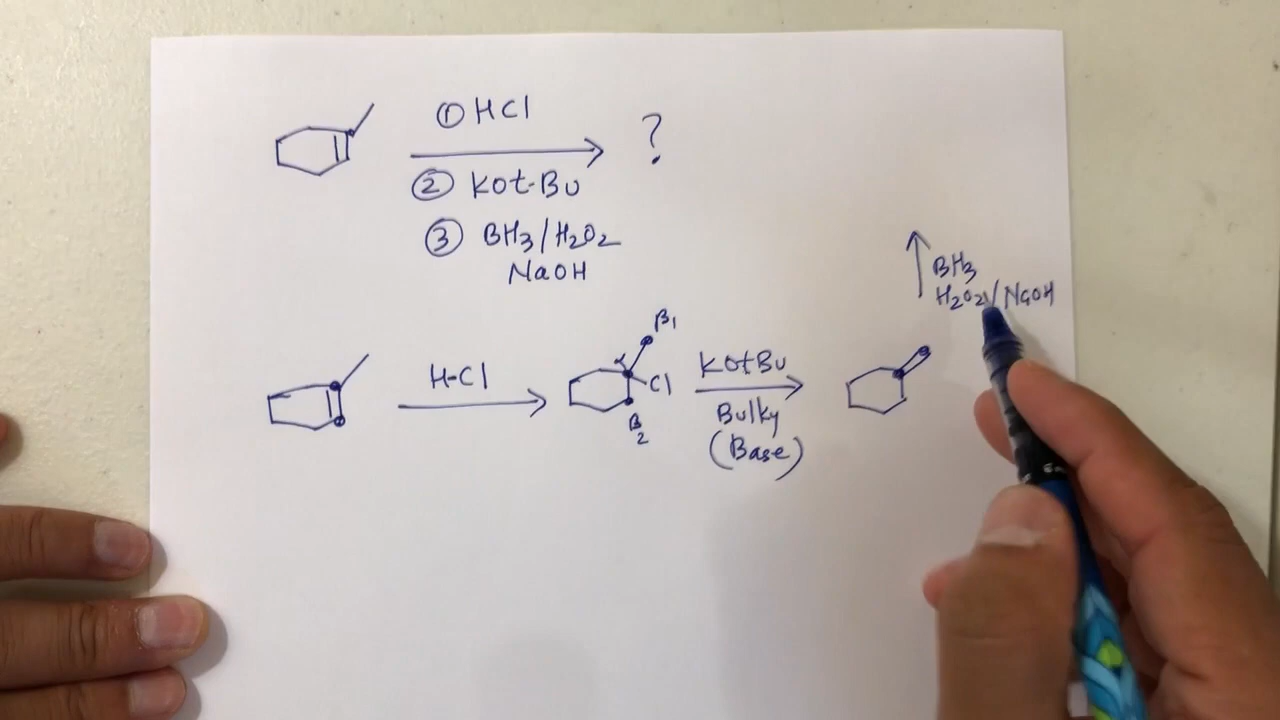 ① HCl
?
② KOt-Bu
③ BH3/H2O2
NaOH
BH3
H2O2/NaOH
H-Cl
β1
α
Cl
β2
KOtBu
Bulky
(Base)